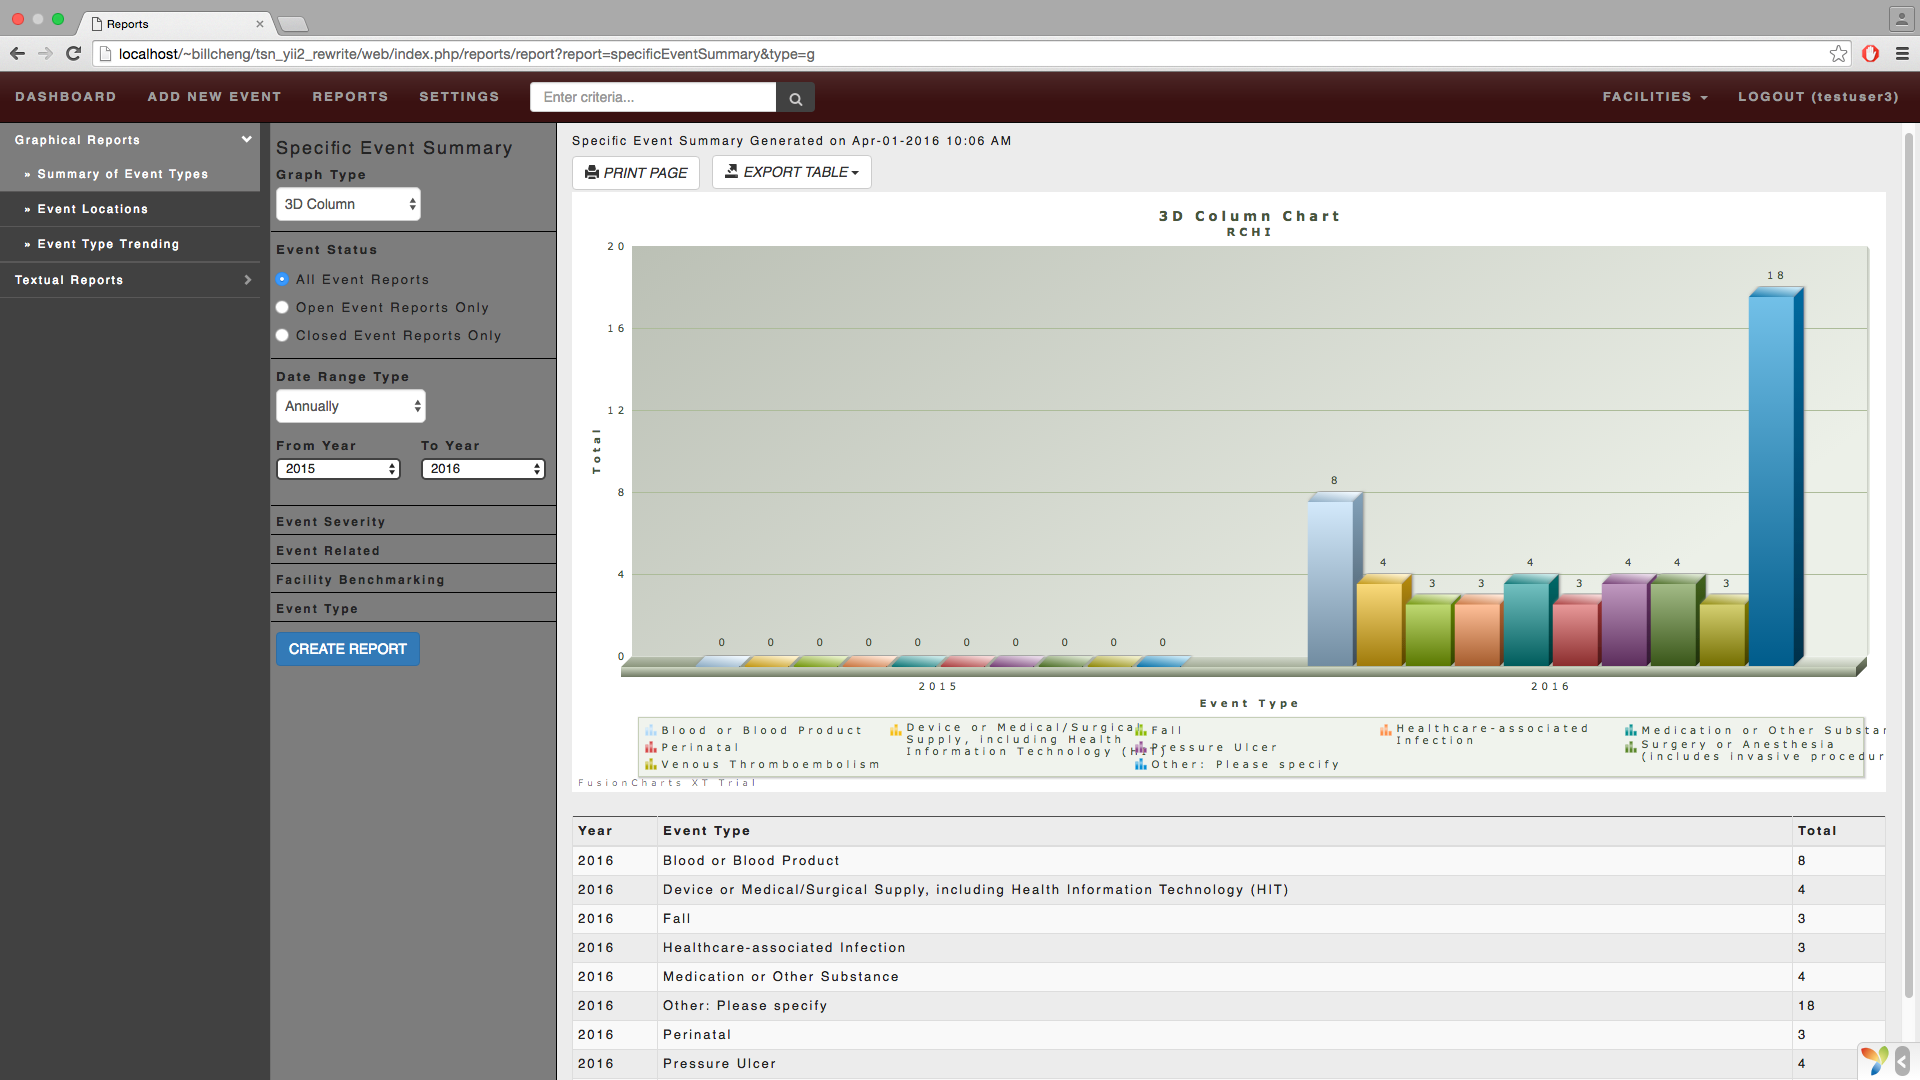 Reports
localhost/~billcheng/tsn_yii2_rewrite/web/index.php/reports/report?report=specificEventSummary&type=g
DASHBOARD ADD NEW EVENT REPORTS SETTINGS Enter criteria... FACILITIES LOGOUT (testuser3)
Graphical Reports
» Summary of Event Types
» Event Locations
» Event Type Trending
Textual Reports
Specific Event Summary
Graph Type
3D Column
Event Status
All Event Reports
Open Event Reports Only
Closed Event Reports Only
Date Range Type
Annually
From Year To Year
2015 2016
Event Severity
Event Related
Facility Benchmarking
Event Type
CREATE REPORT
Specific Event Summary Generated on Apr-01-2016 10:06 AM
PRINT PAGE EXPORT TABLE
3D Column Chart
RCHI
20
16
12
8
4
0
Total
0 0 0 0 0 0 0 0 0 0
8 4 3 3 4 3 4 4 3 18
2015 2016
Event Type
Blood or Blood Product
Device or Medical/Surgical
Supply, including Health
Information Technology (HIT)
Fall
Healthcare-associated
Infection
Medication or Other Substan
Perinatal
Pressure Ulcer
Surgery or Anesthesia
(includes invasive procedur
Venous Thromboembolism
Other: Please specify
FusionCharts XT Trial
Year Event Type Total
2016 Blood or Blood Product 8
2016 Device or Medical/Surgical Supply, including Health Information Technology (HIT) 4
2016 Fall 3
2016 Healthcare-associated Infection 3
2016 Medication or Other Substance 4
2016 Other: Please specify 18
2016 Perinatal 3
2016 Pressure Ulcer 4